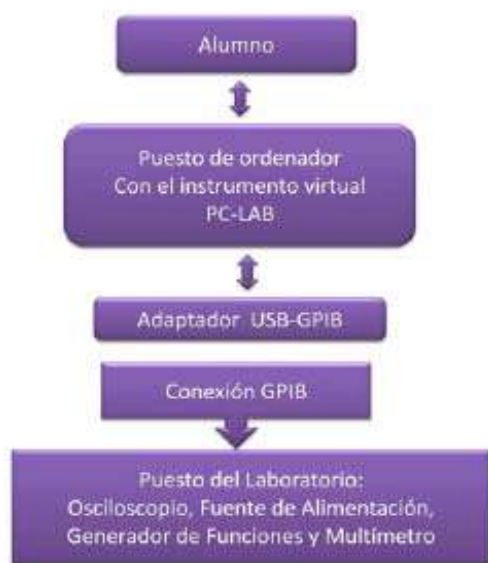 Alumno
Puesto de ordenador
Con el instrumento virtual
PC-LAB
Adaptador USB-GPIB
Conexión GPIB
Puesto del Laboratorio:
Osciloscopio, Fuente de Alimentación,
Generador de Funciones y Multímetro